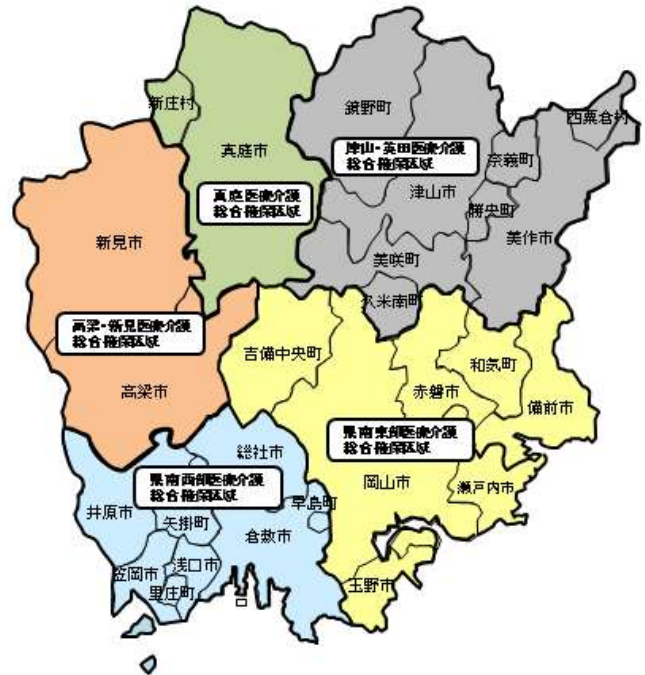 新庄村
真庭市
鏡野町
西粟倉村
奈義町
津山・英田医療介護
総合確保区域
津山市
勝央町
真庭医療介護
総合確保区域
美作市
新見市
美咲町
久米南町
高梁・新見医療介護
総合確保区域
吉備中央町
和気町
赤磐市
高梁市
備前市
県南東部医療介護
総合確保区域
総社市
県南西部医療介護
総合確保区域
岡山市
瀬戸内市
早島町
井原市
矢掛町
倉敷市
浅口市
笠岡市
里庄町
玉野市